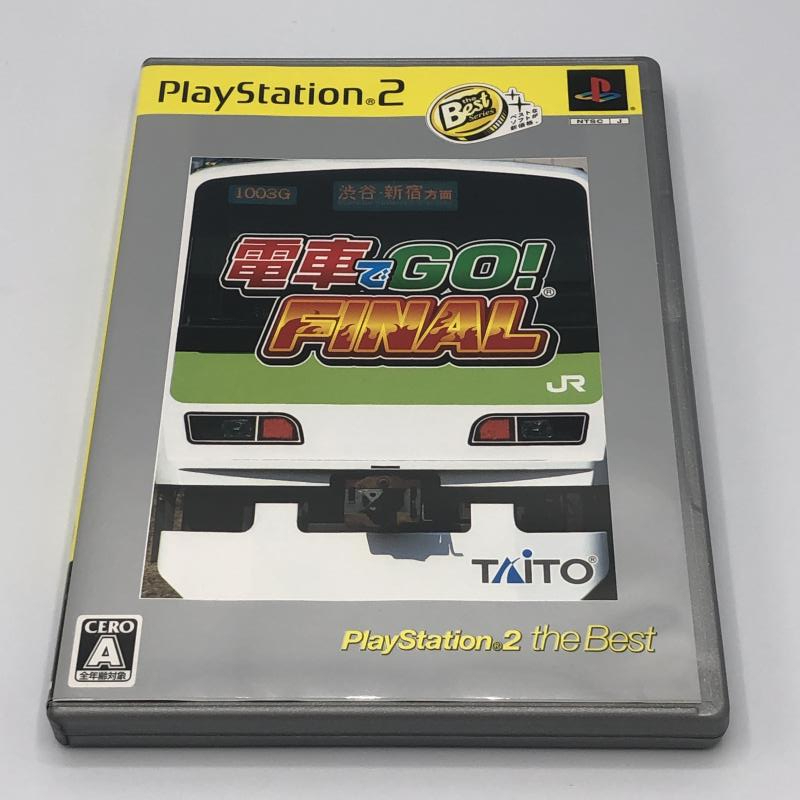 PlayStation®2
the Best Series
ベストな
ソフトが
新価格。
NTSC J
1003G
渋谷・新宿方面
電車でGO!
FINAL®
JR
TAITO®
CERO
A
全年齢対象
PlayStation®2 the Best